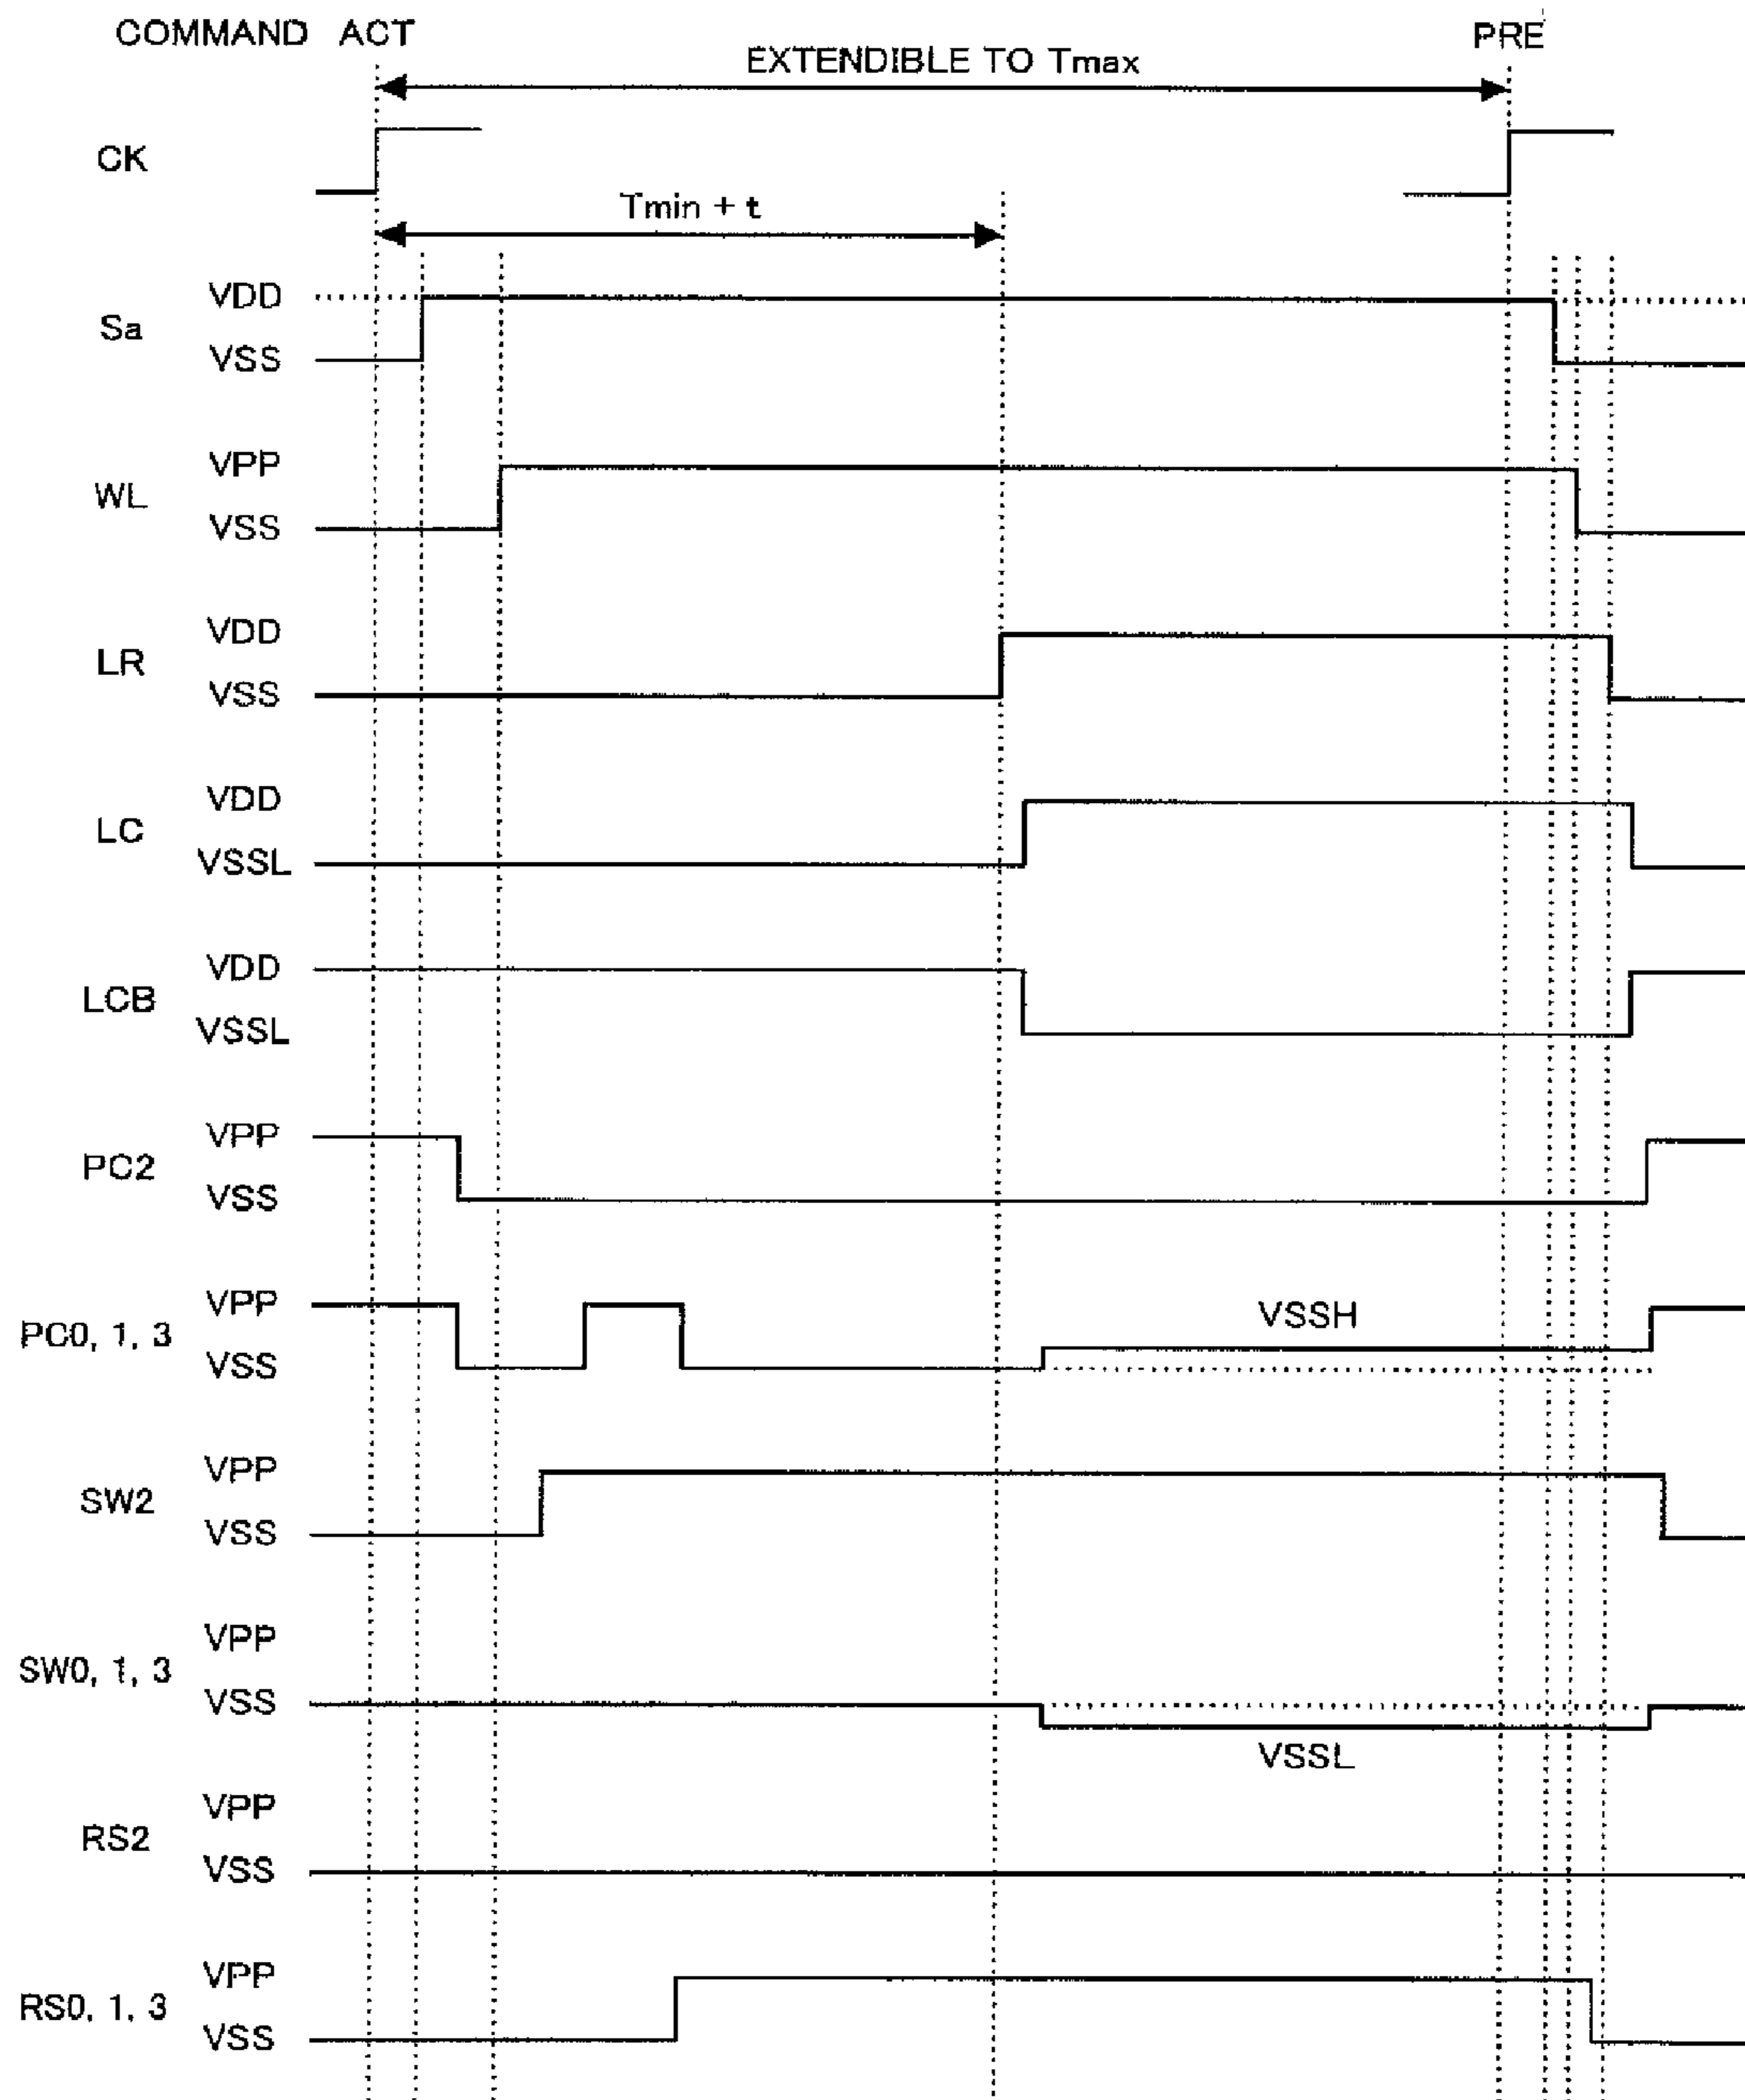 COMMAND ACT PRE
EXTENDIBLE TO Tmax
CK
Tmin + t
VDD
Sa
VSS
VPP
WL
VSS
VDD
LR
VSS
VDD
LC
VSSL
VDD
LCB
VSSL
VPP
PC2
VSS
VPP
VSSH
PC0, 1, 3
VSS
VPP
SW2
VSS
VPP
SW0, 1, 3
VSS
VSSL
VPP
RS2
VSS
VPP
RS0, 1, 3
VSS